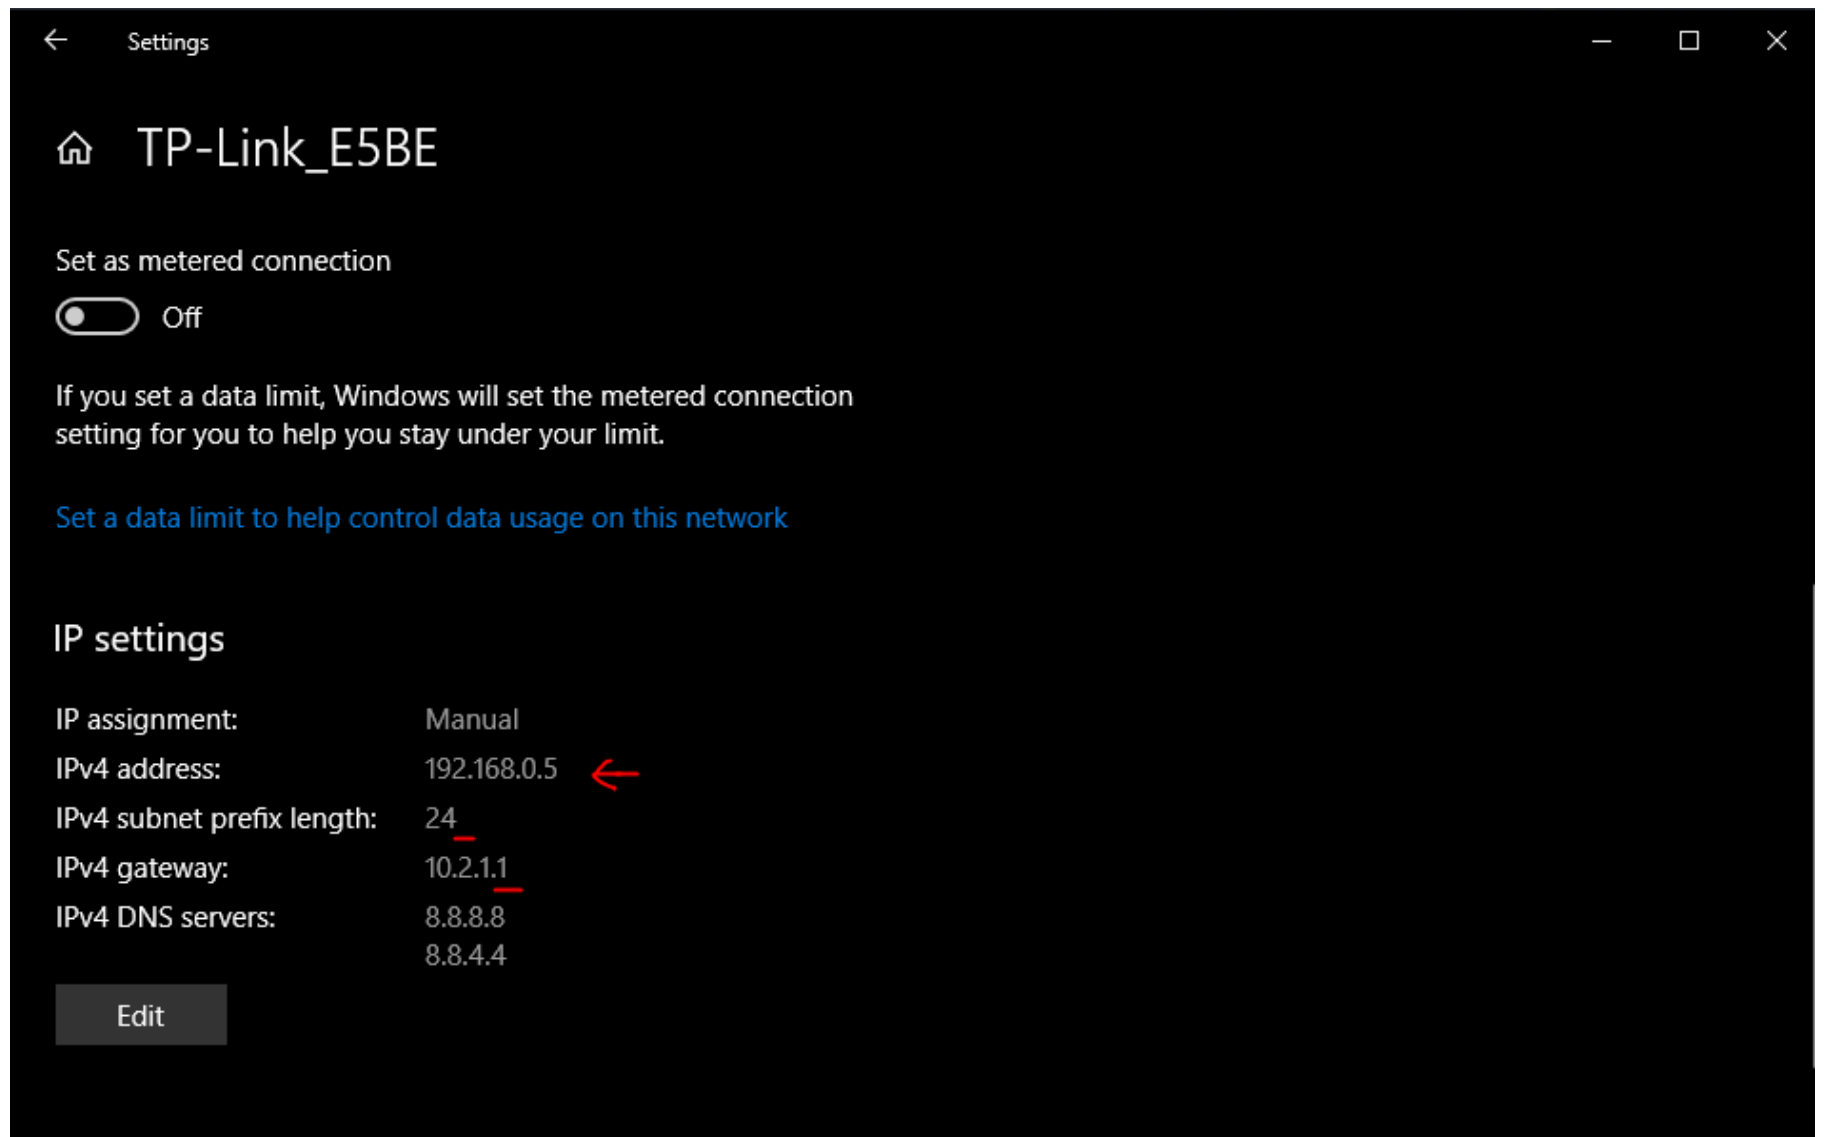 Settings
TP-Link_E5BE
Set as metered connection
Off
If you set a data limit, Windows will set the metered connection
setting for you to help you stay under your limit.
Set a data limit to help control data usage on this network
IP settings
IP assignment: Manual
IPv4 address: 192.168.0.5
IPv4 subnet prefix length: 24
IPv4 gateway: 10.2.1.1
IPv4 DNS servers: 8.8.8.8
8.8.4.4
Edit